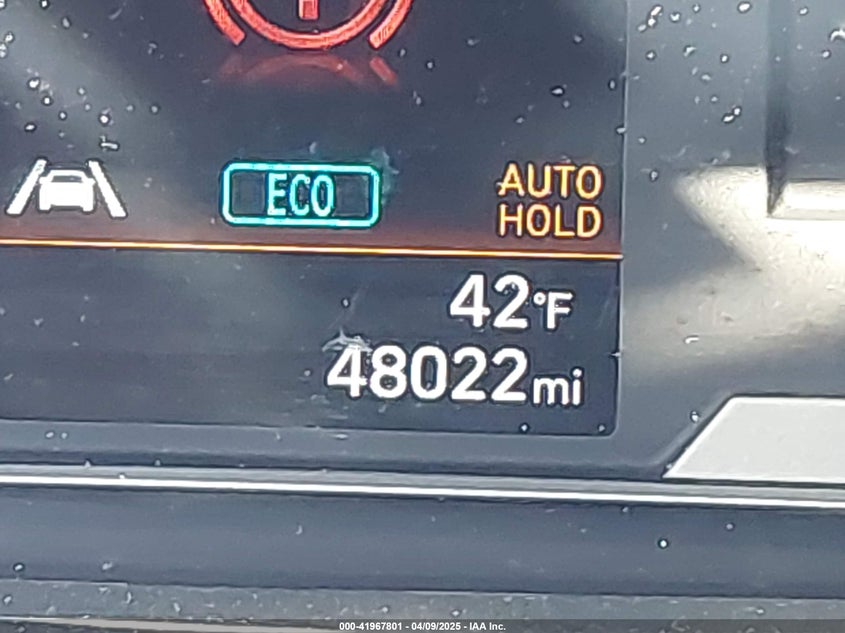 ECO
AUTO
HOLD
42°F
48022mi
000-41967801 - 04/09/2025 - IAA Inc.